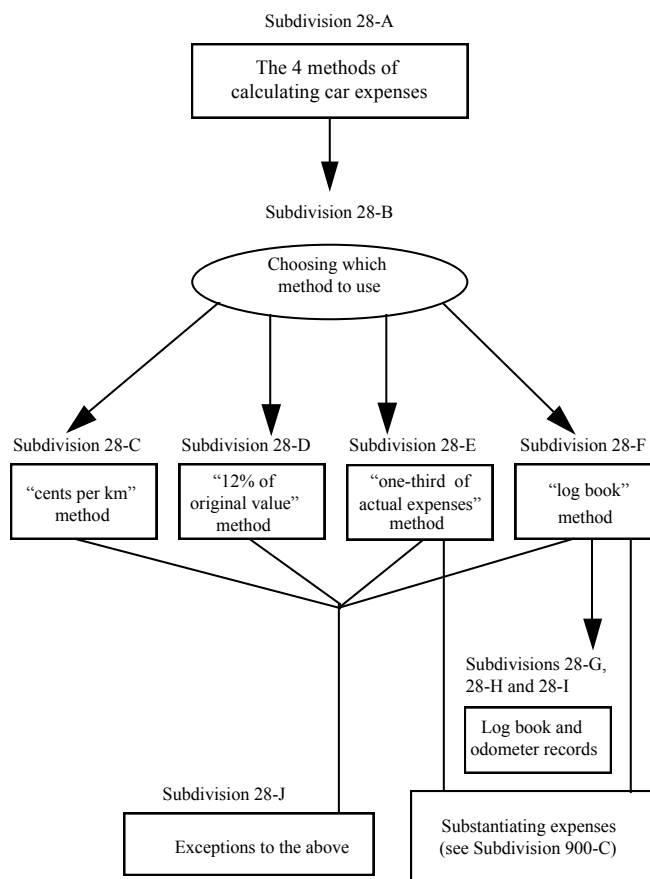 Subdivision 28-A
The 4 methods of
calculating car expenses
Subdivision 28-B
Choosing which
method to use
Subdivision 28-C
“cents per km”
method
Subdivision 28-D
“12% of
original value”
method
Subdivision 28-E
“one-third of
actual expenses”
method
Subdivision 28-F
“log book”
method
Subdivisions 28-G,
28-H and 28-I
Log book and
odometer records
Subdivision 28-J
Exceptions to the above
Substantiating expenses
(see Subdivision 900-C)